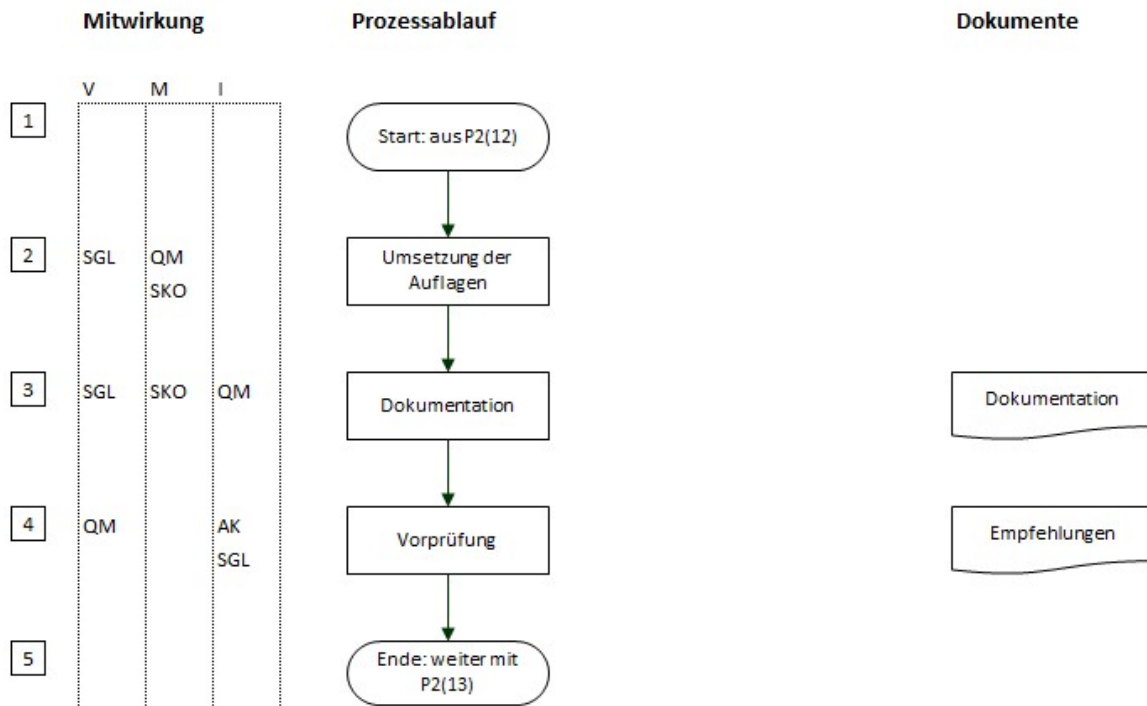 Mitwirkung Prozessablauf Dokumente
V M I
1 Start: aus P2(12)
2 SGL QM Umsetzung der
SKO Auflagen
3 SGL SKO QM Dokumentation Dokumentation
4 QM AK Vorprüfung Empfehlungen
SGL
5 Ende: weiter mit
P2(13)